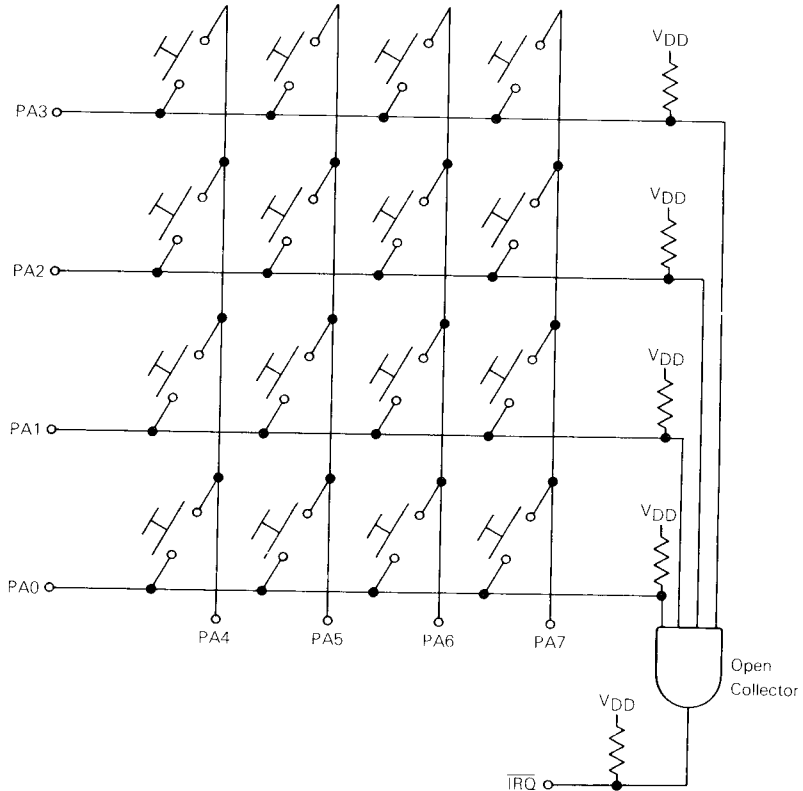 VDD
PA3
VDD
PA2
VDD
PA1
VDD
PA0
PA4 PA5 PA6 PA7
Open
Collector
VDD
IRQ